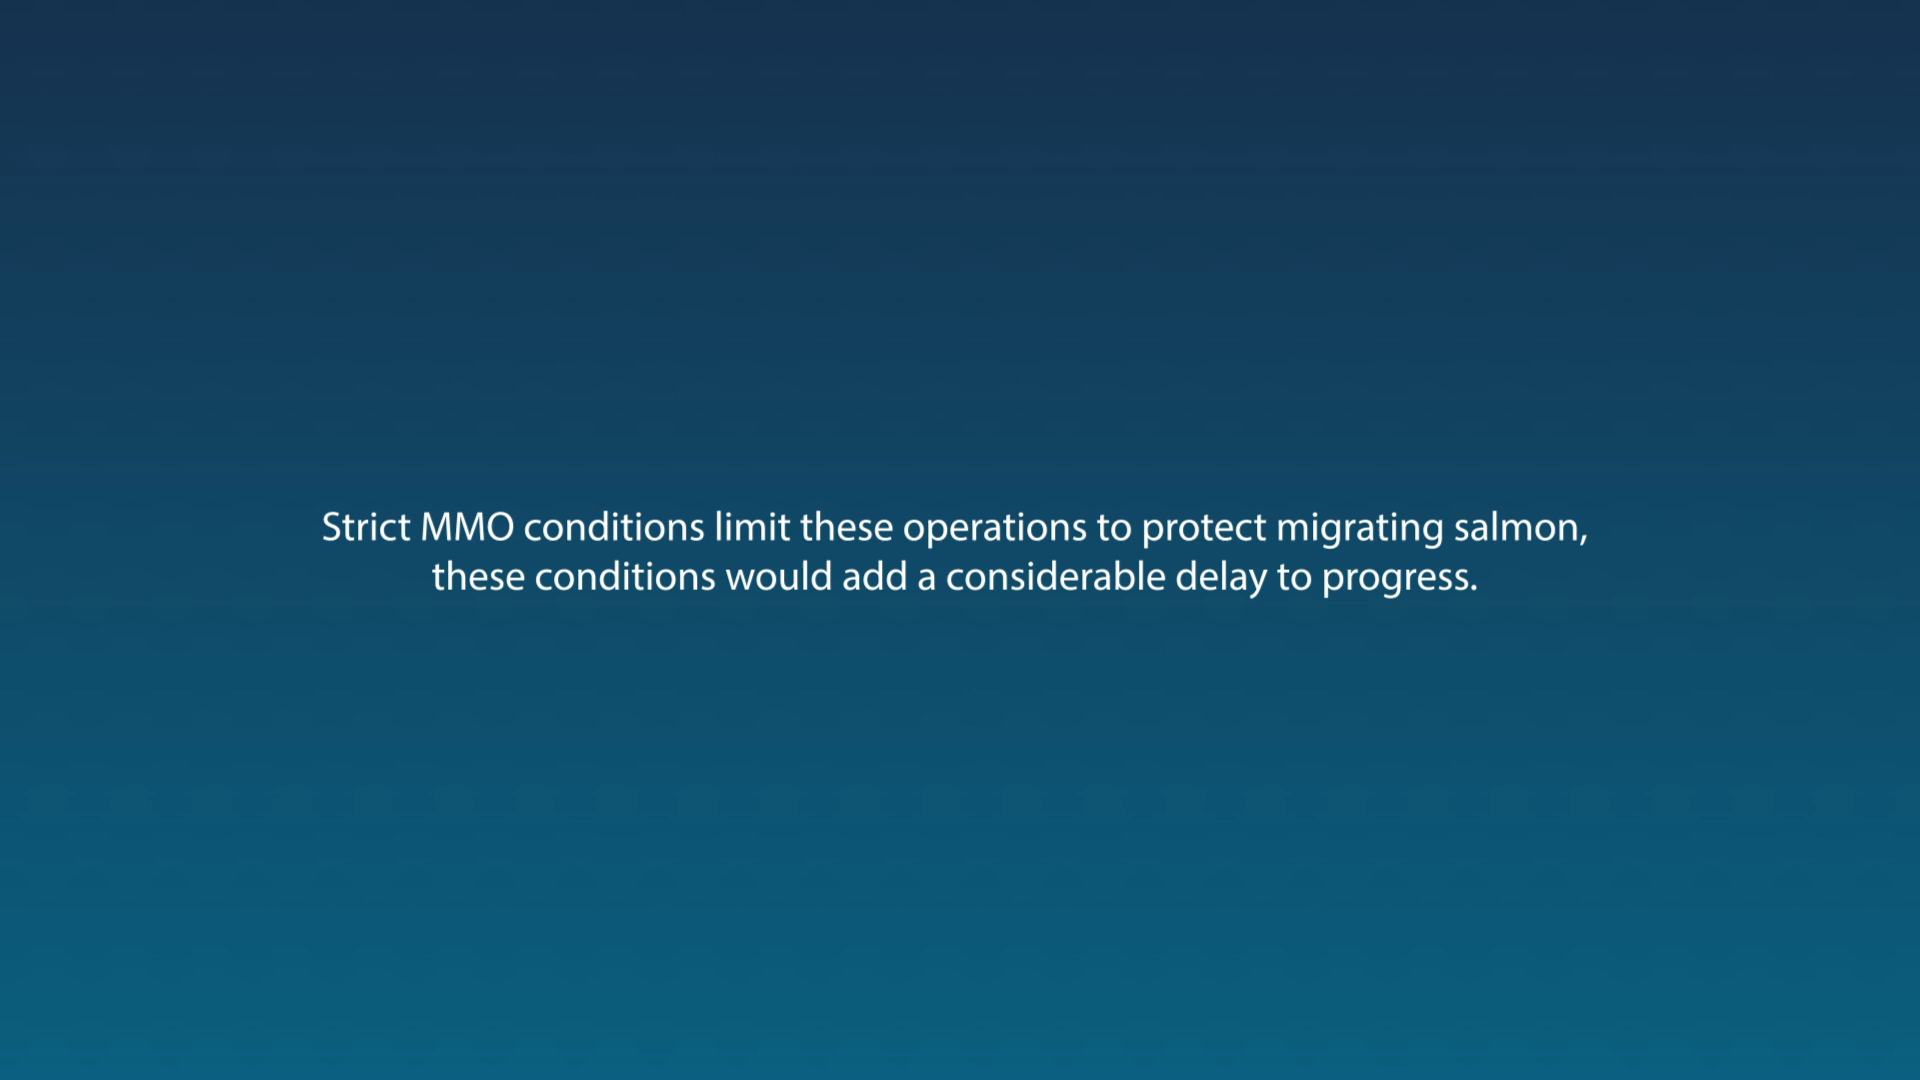 Strict MMO conditions limit these operations to protect migrating salmon,
these conditions would add a considerable delay to progress.